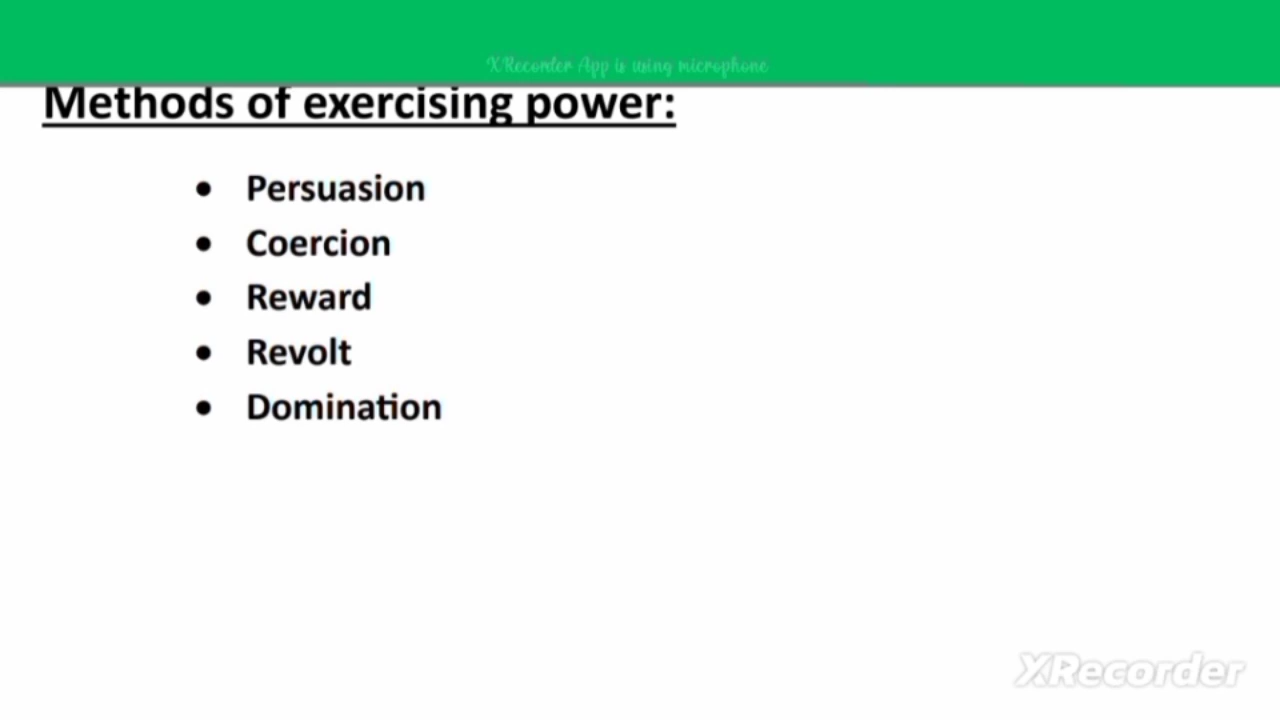 XRecorder App is using microphone
Methods of exercising power:
• Persuasion
• Coercion
• Reward
• Revolt
• Domination
XRecorder